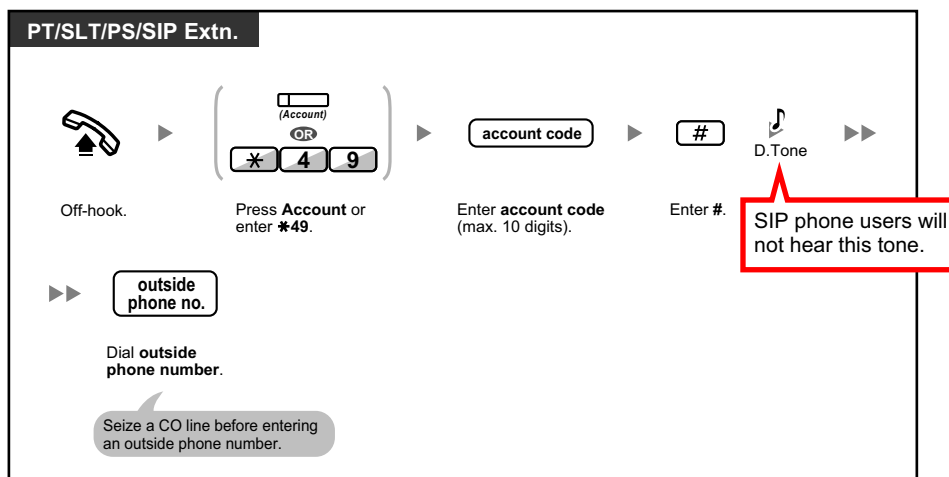 PT/SLT/PS/SIP Extn.
(Account)
OR
* 4 9
account code
#
D.Tone
Off-hook.
Press Account or
enter *49.
Enter account code
(max. 10 digits).
Enter #.
SIP phone users will
not hear this tone.
outside
phone no.
Dial outside
phone number.
Seize a CO line before entering
an outside phone number.